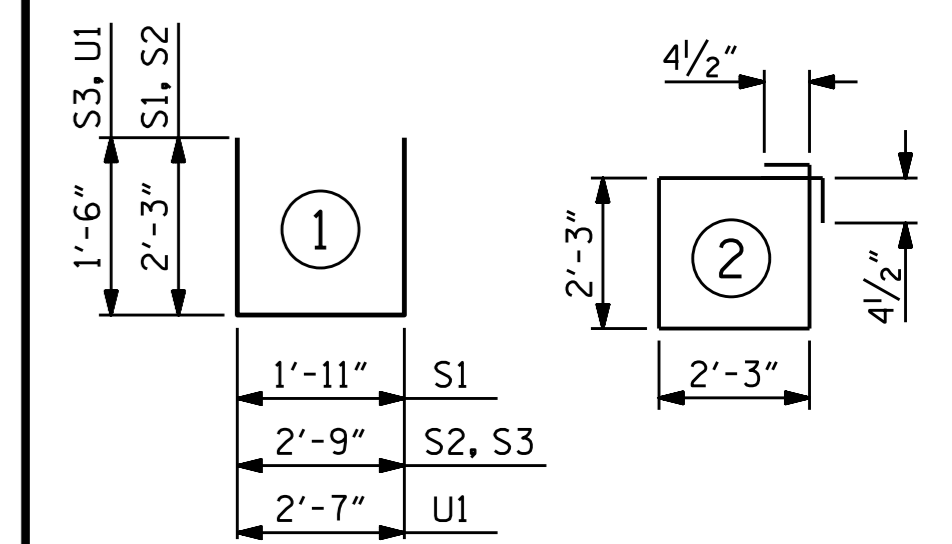 S3, U1
S1, S2
1'-6"
2'-3"
1
1'-11" S1
2'-9" S2, S3
2'-7" U1
4½"
2'-3"
2
4½"
2'-3"